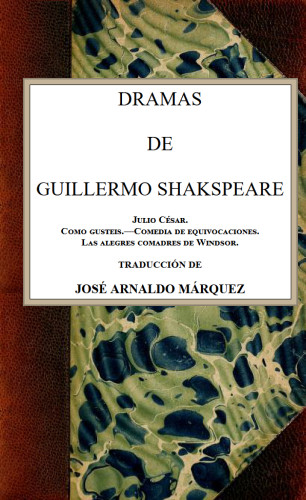 DRAMAS
DE
GUILLERMO SHAKSPEARE
Julio César.
Como gusteis.—Comedia de equivocaciones.
Las alegres comadres de Windsor.
TRADUCCIÓN DE
JOSÉ ARNALDO MÁRQUEZ